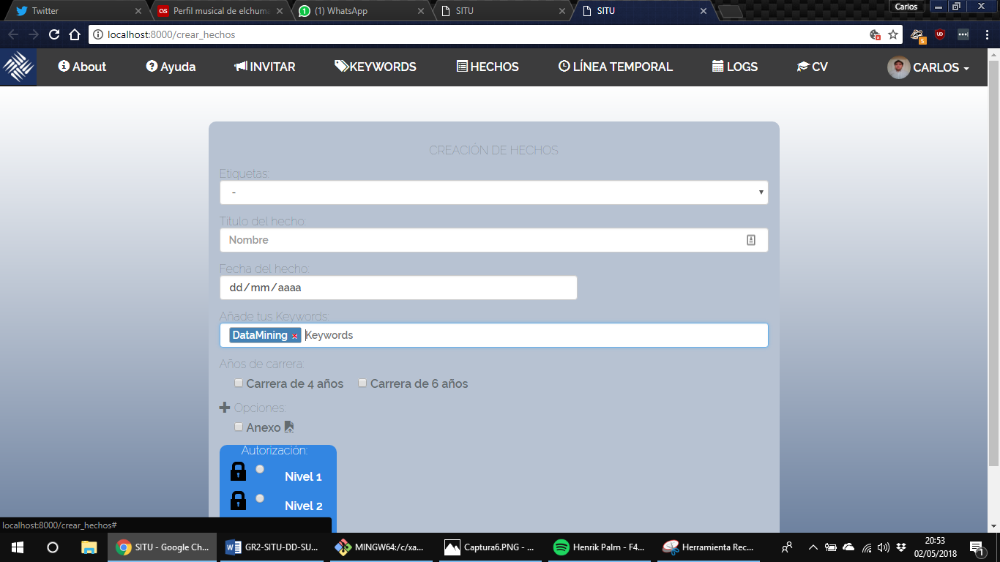 Twitter
Perfil musical de elchuma
(1) WhatsApp
SITU
SITU
Carlos
localhost:8000/crear_hechos
About
Ayuda
INVITAR
KEYWORDS
HECHOS
LÍNEA TEMPORAL
LOGS
CV
CARLOS
CREACIÓN DE HECHOS
Etiquetas:
-
Titulo del hecho:
Nombre
Fecha del hecho:
dd/mm/aaaa
Añade tus Keywords:
DataMining x Keywords
Años de carrera:
Carrera de 4 años
Carrera de 6 años
Opciones:
Anexo
Autorización:
Nivel 1
Nivel 2
localhost:8000/crear_hechos#
SITU - Google Ch...
GR2-SITU-DD-SU...
MINGW64:/c/xa...
Captura6.PNG - ...
Henrik Palm - F4...
Herramienta Rec...
20:53
02/05/2018